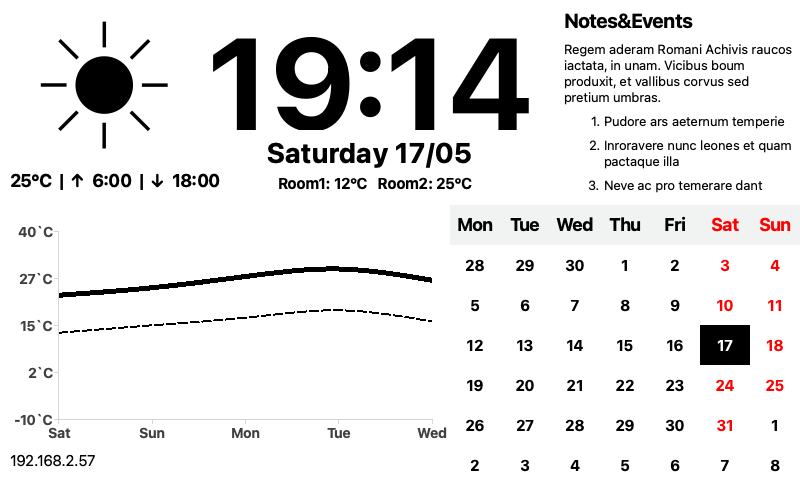 19:14
Saturday 17/05
Room1: 12°C Room2: 25°C
25°C | ↑ 6:00 | ↓ 18:00
Notes&Events
Regem aderam Romani Achivis raucos
iactata, in unam. Vicibus boum
produxit, et vallibus corvus sed
pretium umbras.
1. Pudore ars aeternum temperie
2. Inroravere nunc leones et quam
pactaque illa
3. Neve ac pro temerare dant
40`C
27`C
15`C
2`C
-10`C
Sat Sun Mon Tue Wed
192.168.2.57
Mon Tue Wed Thu Fri Sat Sun
28 29 30 1 2 3 4
5 6 7 8 9 10 11
12 13 14 15 16 17 18
19 20 21 22 23 24 25
26 27 28 29 30 31 1
2 3 4 5 6 7 8